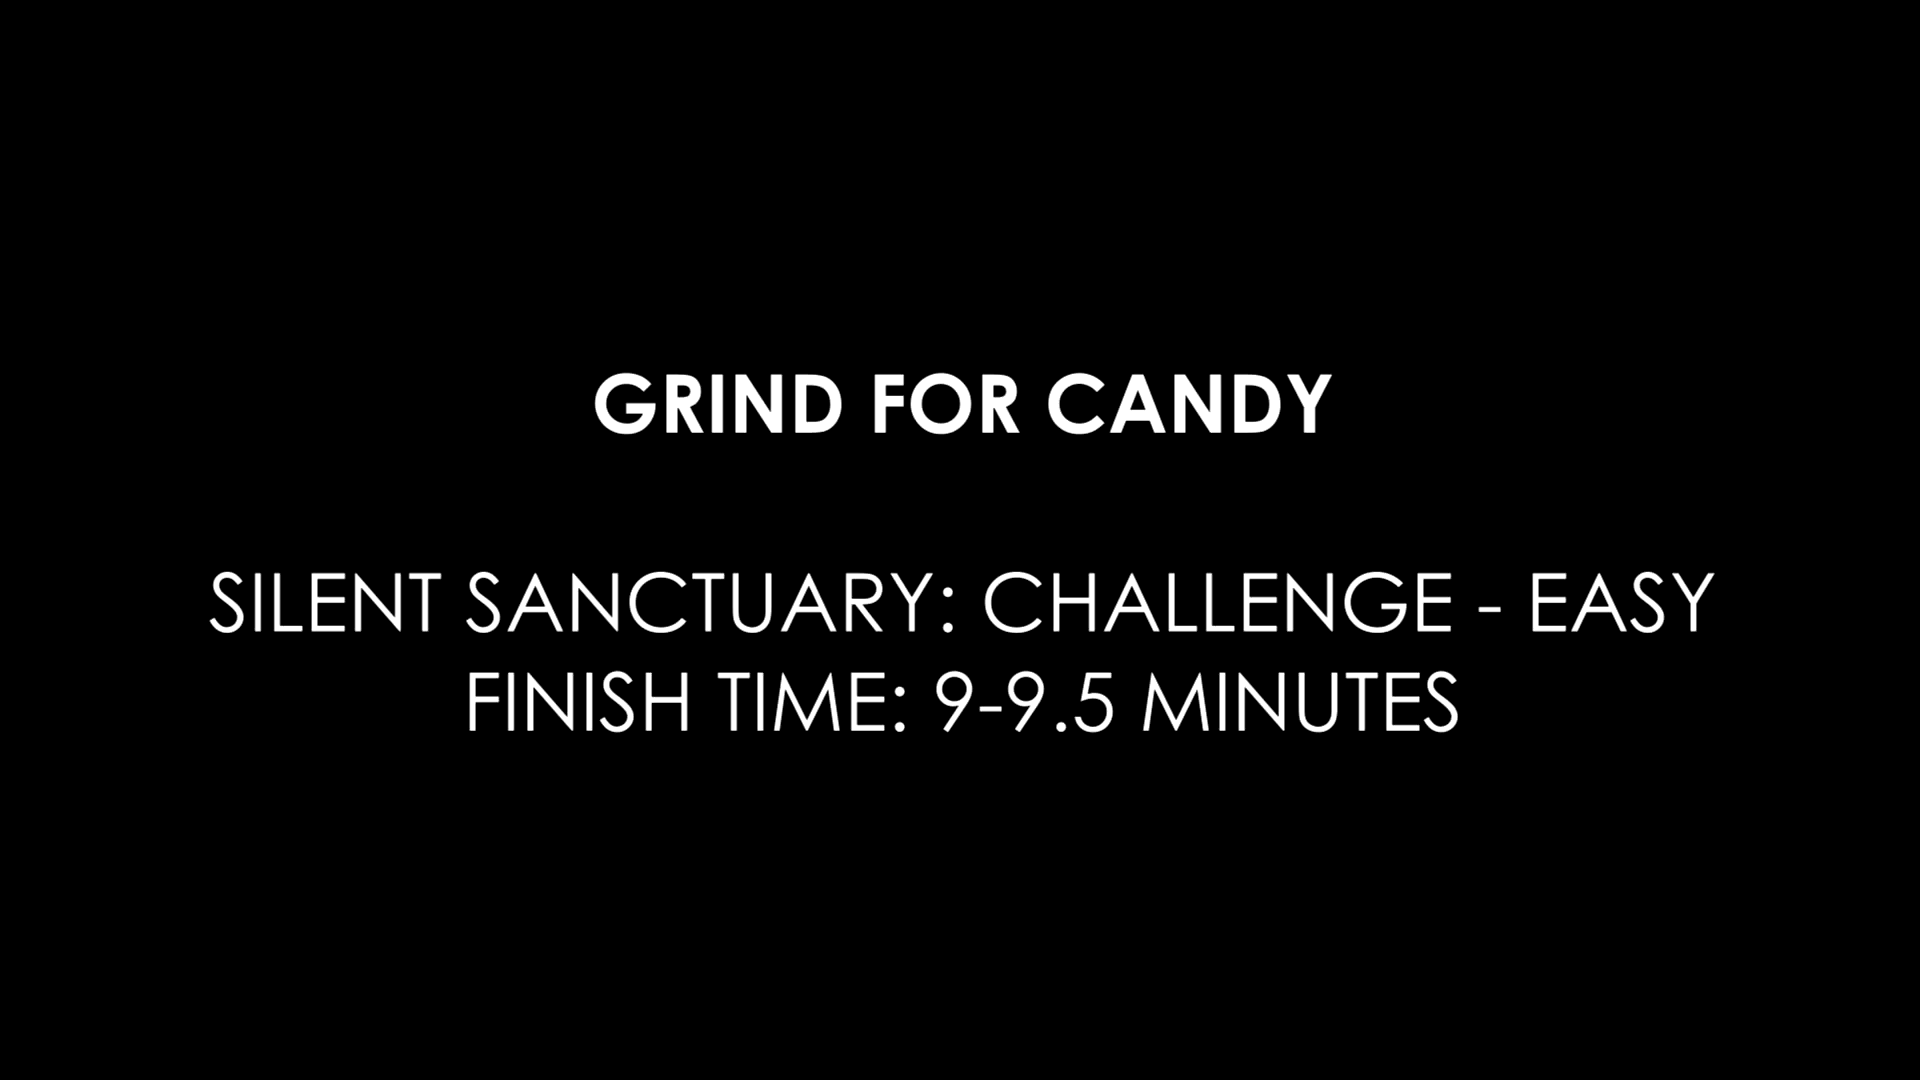 GRIND FOR CANDY
SILENT SANCTUARY: CHALLENGE - EASY
FINISH TIME: 9-9.5 MINUTES